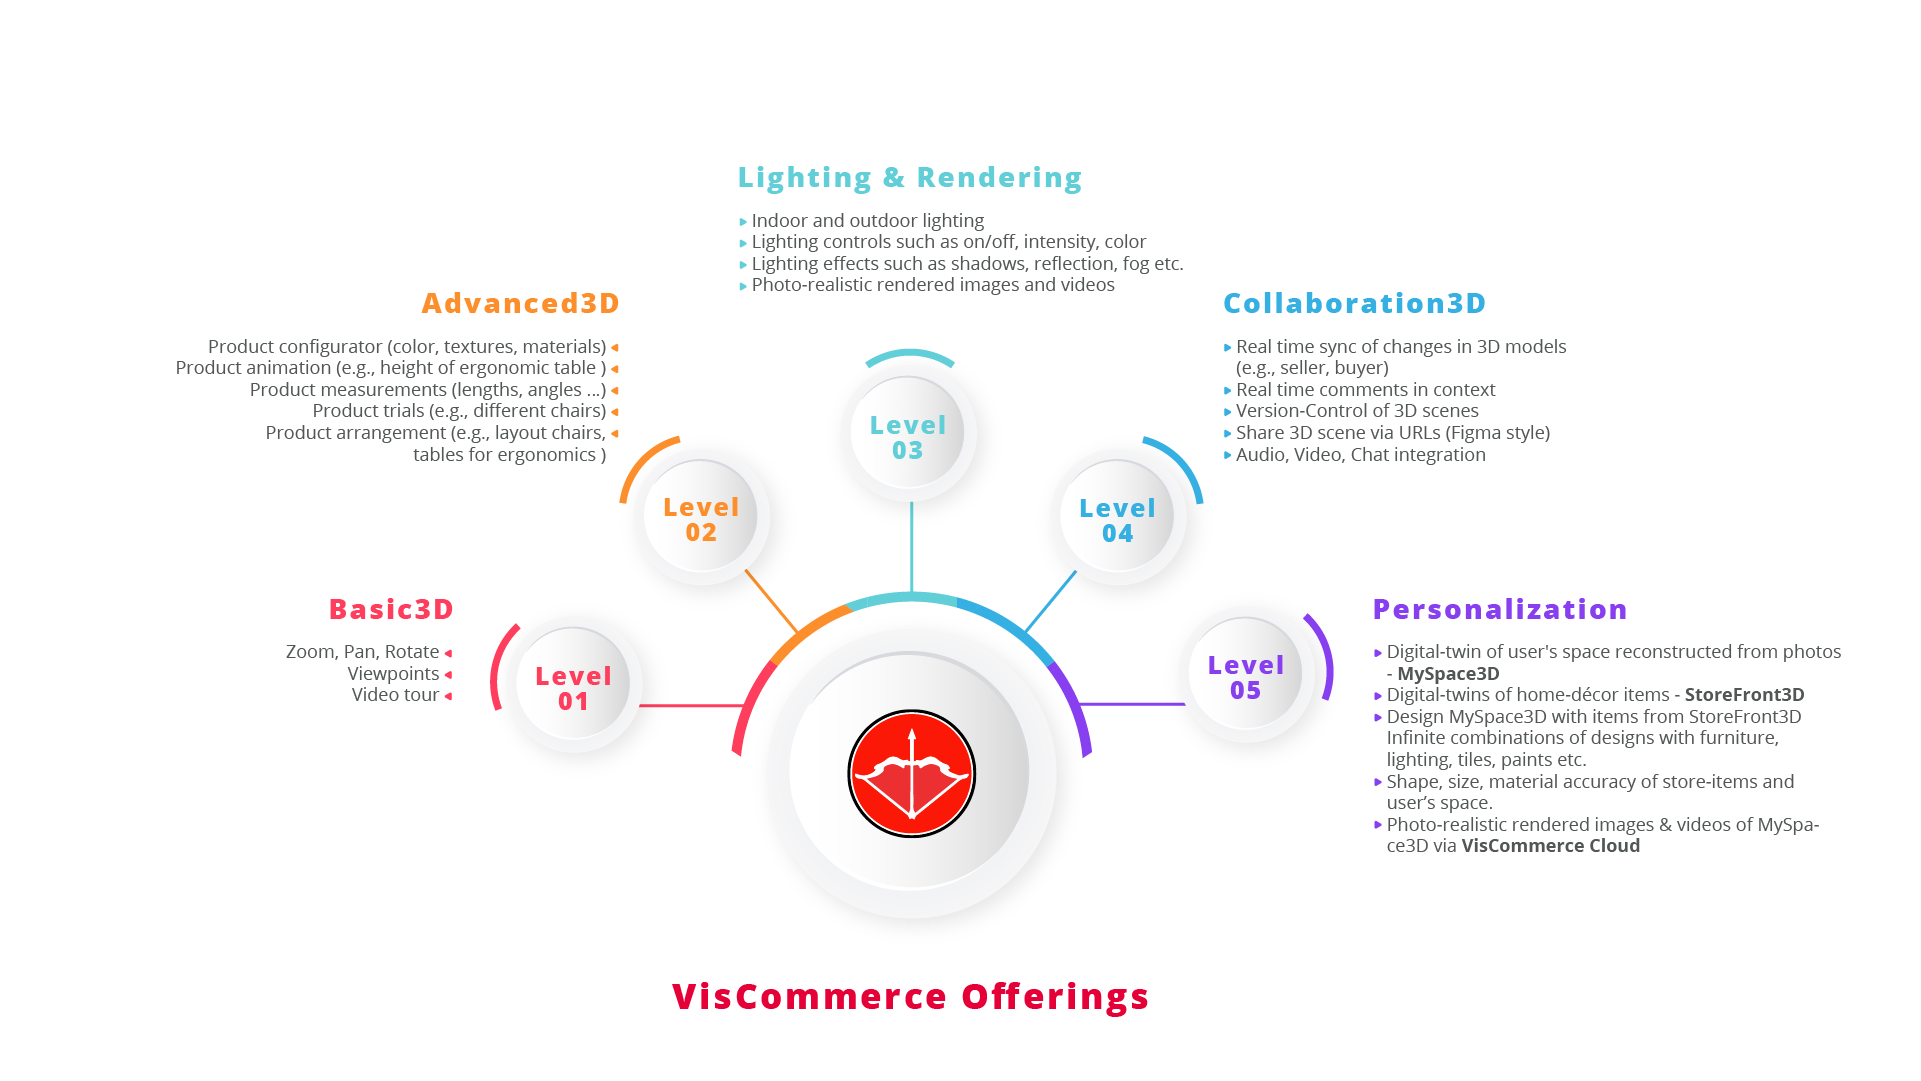 Lighting & Rendering
Indoor and outdoor lighting
Lighting controls such as on/off, intensity, color
Lighting effects such as shadows, reflection, fog etc.
Photo-realistic rendered images and videos
Advanced3D
Product configurator (color, textures, materials)
Product animation (e.g., height of ergonomic table )
Product measurements (lengths, angles ...)
Product trials (e.g., different chairs)
Product arrangement (e.g., layout chairs,
tables for ergonomics )
Collaboration3D
Real time sync of changes in 3D models
(e.g., seller, buyer)
Real time comments in context
Version-Control of 3D scenes
Share 3D scene via URLs (Figma style)
Audio, Video, Chat integration
Level
03
Level
02
Level
04
Basic3D
Zoom, Pan, Rotate
Viewpoints
Video tour
Level
01
Level
05
Personalization
Digital-twin of user's space reconstructed from photos
- MySpace3D
Digital-twins of home-décor items - StoreFront3D
Design MySpace3D with items from StoreFront3D
Infinite combinations of designs with furniture,
lighting, tiles, paints etc.
Shape, size, material accuracy of store-items and
user’s space.
Photo-realistic rendered images & videos of MySpa-
ce3D via VisCommerce Cloud
VisCommerce Offerings